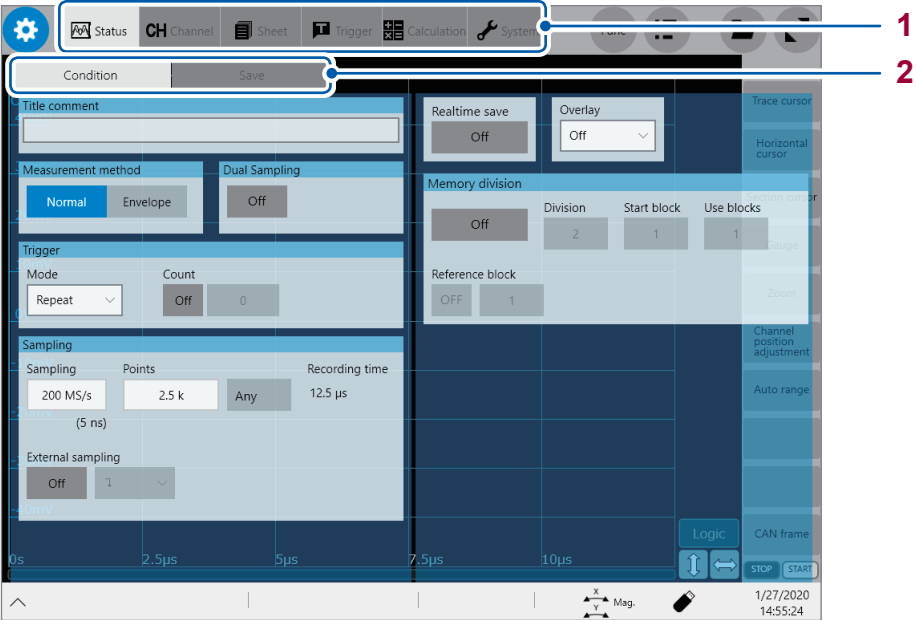 Status CH Channel Sheet Trigger Calculation System Func 1
Condition Save 2
Title comment
Realtime save Overlay
Off Off
Trace cursor
Horizontal
cursor
Measurement method Dual Sampling
Normal Envelope Off
Memory division
Section cursor
Division Start block Use blocks
Off 2 1 1
Gauge
Trigger
Mode Count
Repeat Off 0
Reference block
OFF 1
Zoom
Channel
position
adjustment
Sampling
Sampling Points Recording time
200 MS/s 2.5 k Any 12.5 µs
(5 ns)
Auto range
External sampling
Off
-40mV
Logic
CAN frame
0s 2.5µs 5µs 7.5µs 10µs
STOP START
X
Y
Mag.
1/27/2020
14:55:24